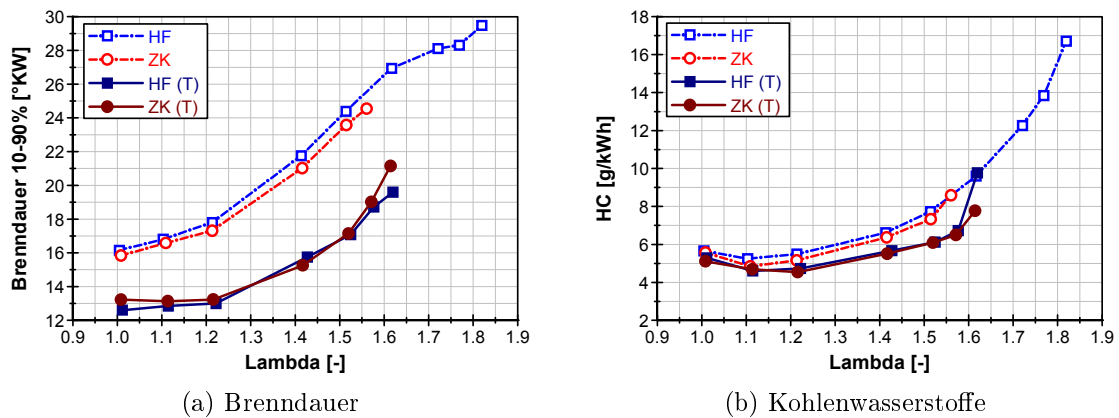 Brenndauer 10-90% [°KW]
30
28
26
24
22
20
18
16
14
12
0.9 1.0 1.1 1.2 1.3 1.4 1.5 1.6 1.7 1.8 1.9
Lambda [-]
HF
ZK
HF (T)
ZK (T)
(a) Brenndauer
HC [g/kWh]
18
16
14
12
10
8
6
4
2
0.9 1.0 1.1 1.2 1.3 1.4 1.5 1.6 1.7 1.8 1.9
Lambda [-]
HF
ZK
HF (T)
ZK (T)
(b) Kohlenwasserstoffe